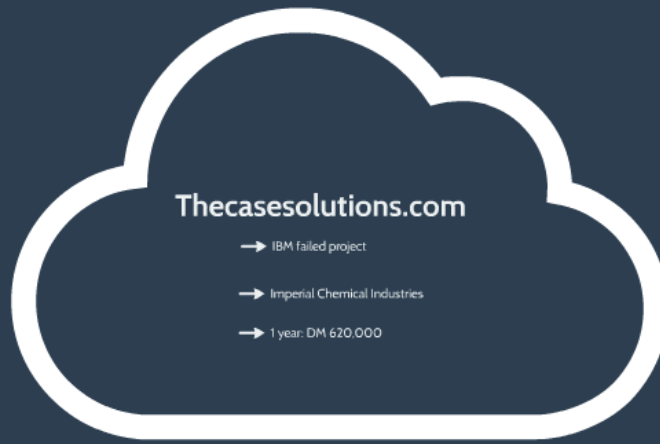 Thecasesolutions.com
IBM failed project
Imperial Chemical Industries
1 year: DM 620,000